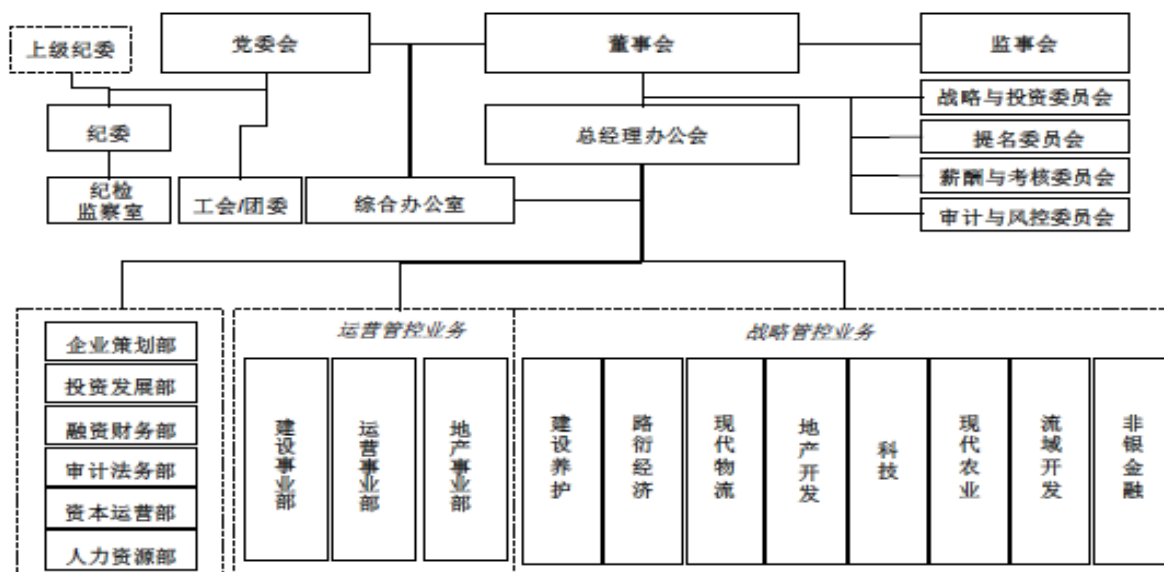 上级纪委
党委会
董事会
监事会
战略与投资委员会
纪委
总经理办公会
提名委员会
薪酬与考核委员会
纪检
监察室
工会/团委
综合办公室
审计与风控委员会
运营管控业务
战略管控业务
企业策划部
投资发展部
融资财务部
审计法务部
资本运营部
人力资源部
建设事业部
运营事业部
地产事业部
建设养护
路衍经济
现代物流
地产开发
科技
现代农业
流域开发
非银金融